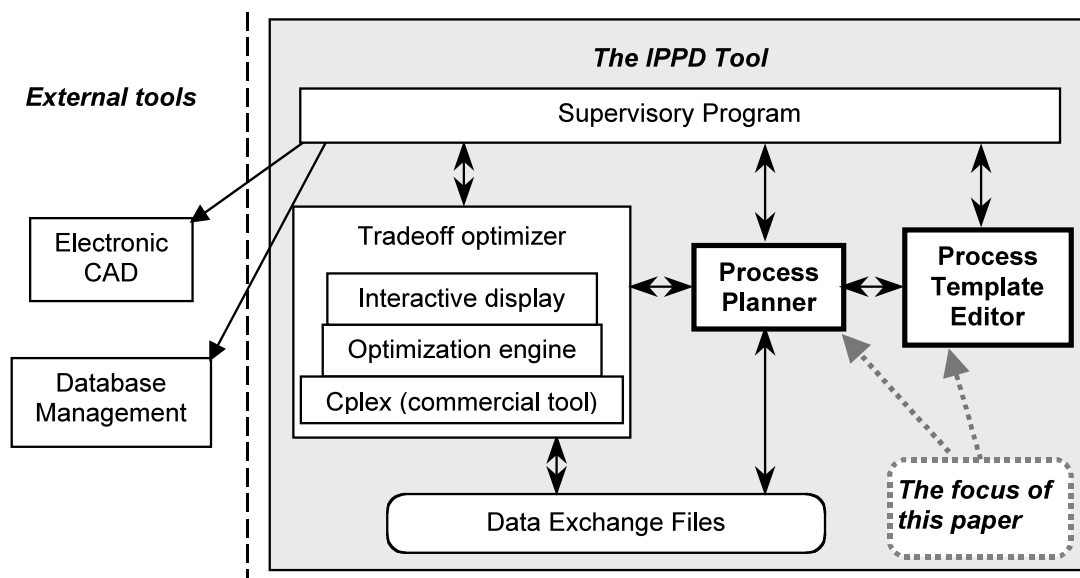 The IPPD Tool
External tools
Supervisory Program
Electronic
CAD
Database
Management
Tradeoff optimizer
Interactive display
Optimization engine
Cplex (commercial tool)
Process
Planner
Process
Template
Editor
The focus of
this paper
Data Exchange Files